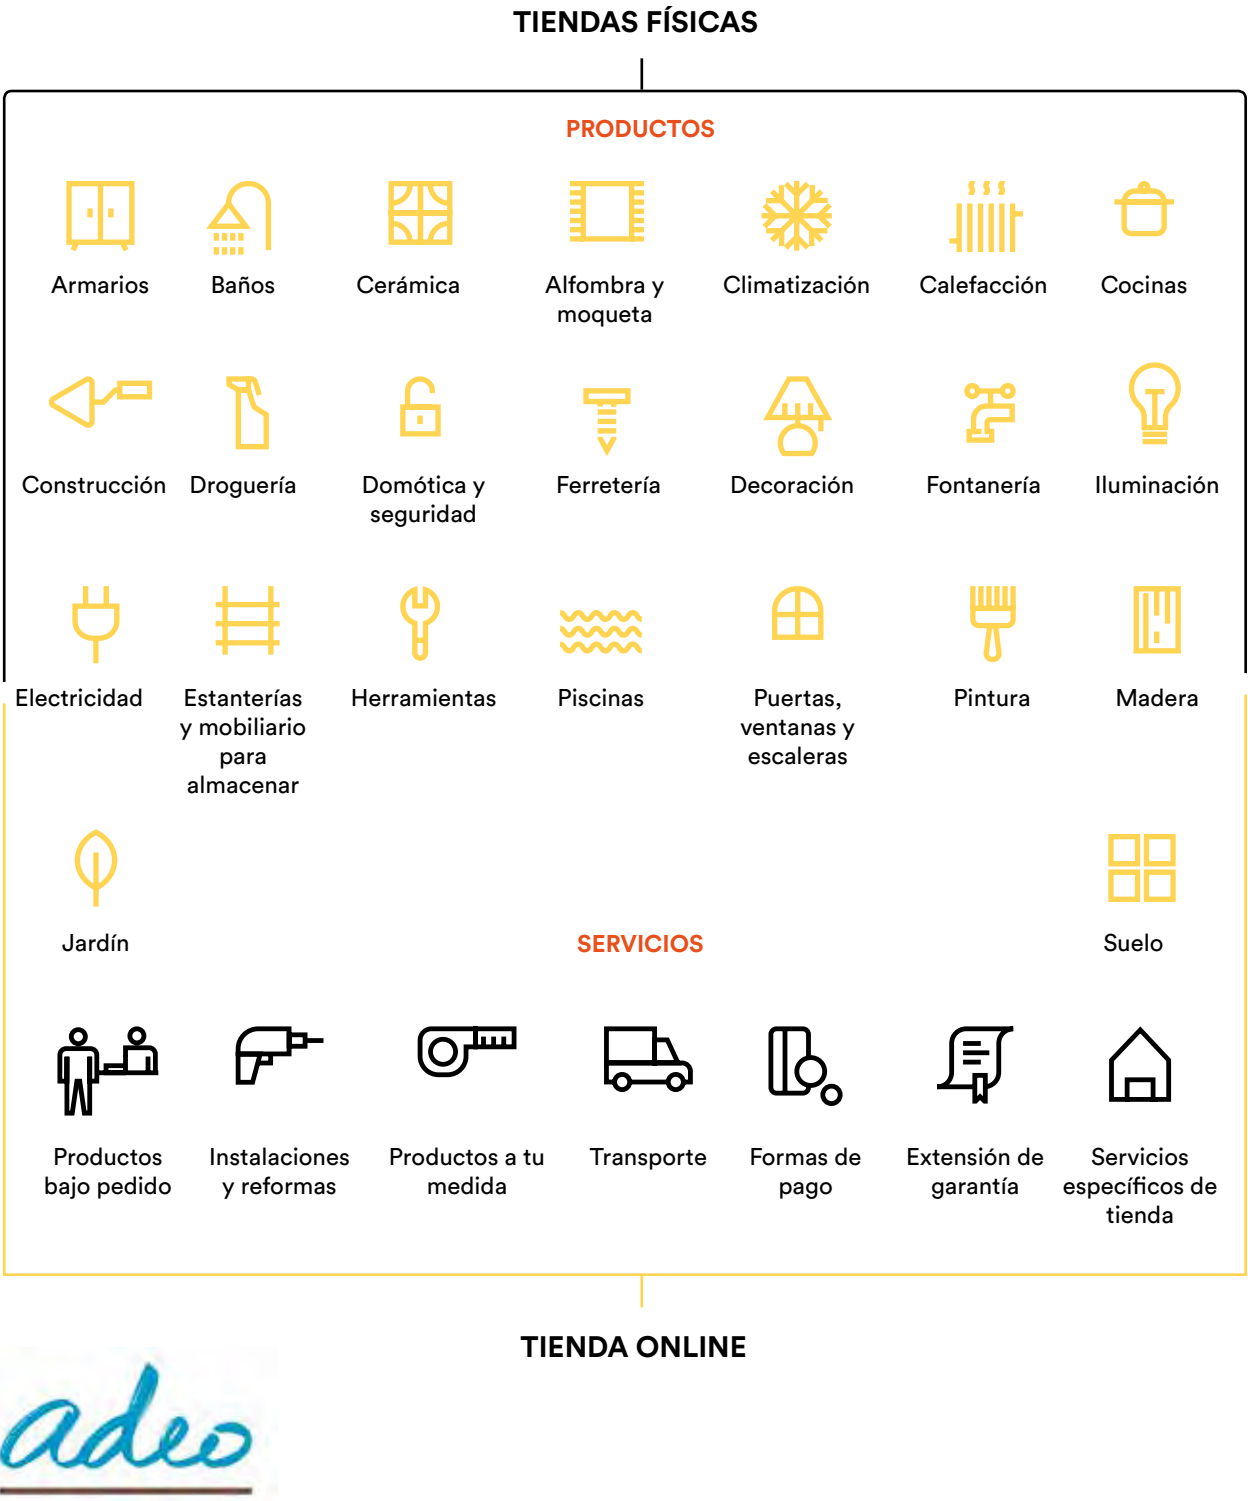 TIENDAS FÍSICAS
PRODUCTOS
Armarios
Baños
Cerámica
Alfombra y
moqueta
Climatización
Calefacción
Cocinas
Construcción
Droguería
Domótica y
seguridad
Ferretería
Decoración
Fontanería
Iluminación
Electricidad
Estanterías
y mobiliario
para
almacenar
Herramientas
Piscinas
Puertas,
ventanas y
escaleras
Pintura
Madera
Jardín
Suelo
SERVICIOS
Productos
bajo pedido
Instalaciones
y reformas
Productos a tu
medida
Transporte
Formas de
pago
Extensión de
garantía
Servicios
específicos de
tienda
TIENDA ONLINE
adeo